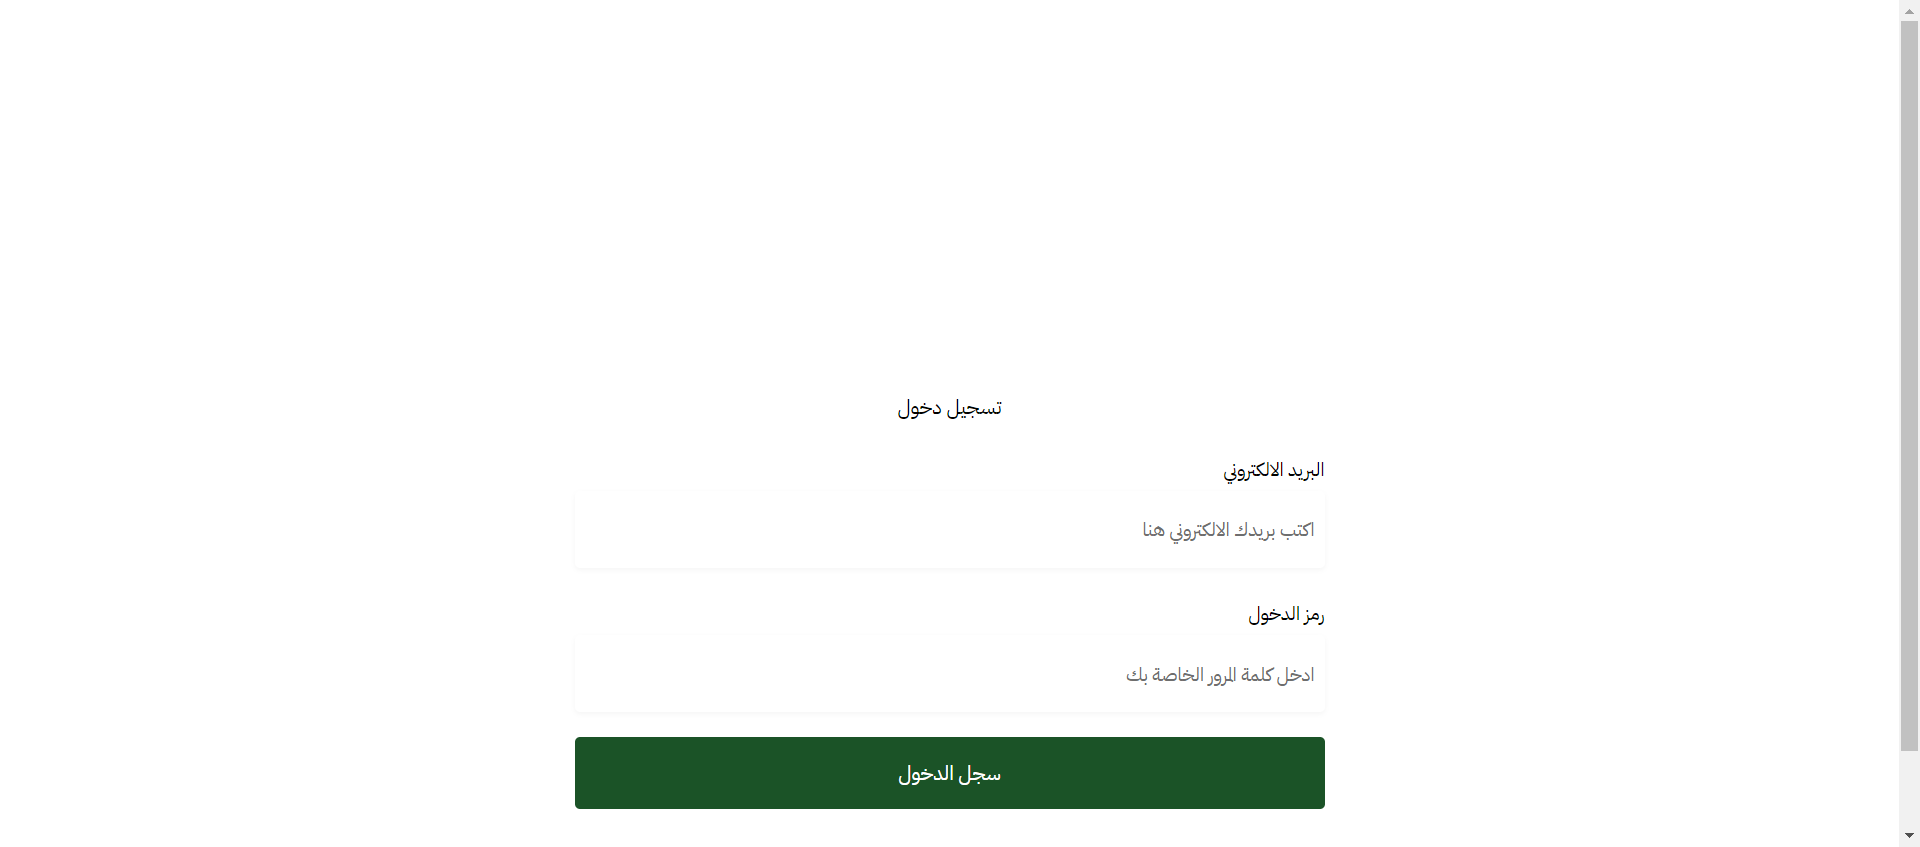 تسجيل دخول
البريد الالكتروني
اكتب بريدك الالكتروني هنا
رمز الدخول
ادخل كلمة المرور الخاصة بك
سجل الدخول